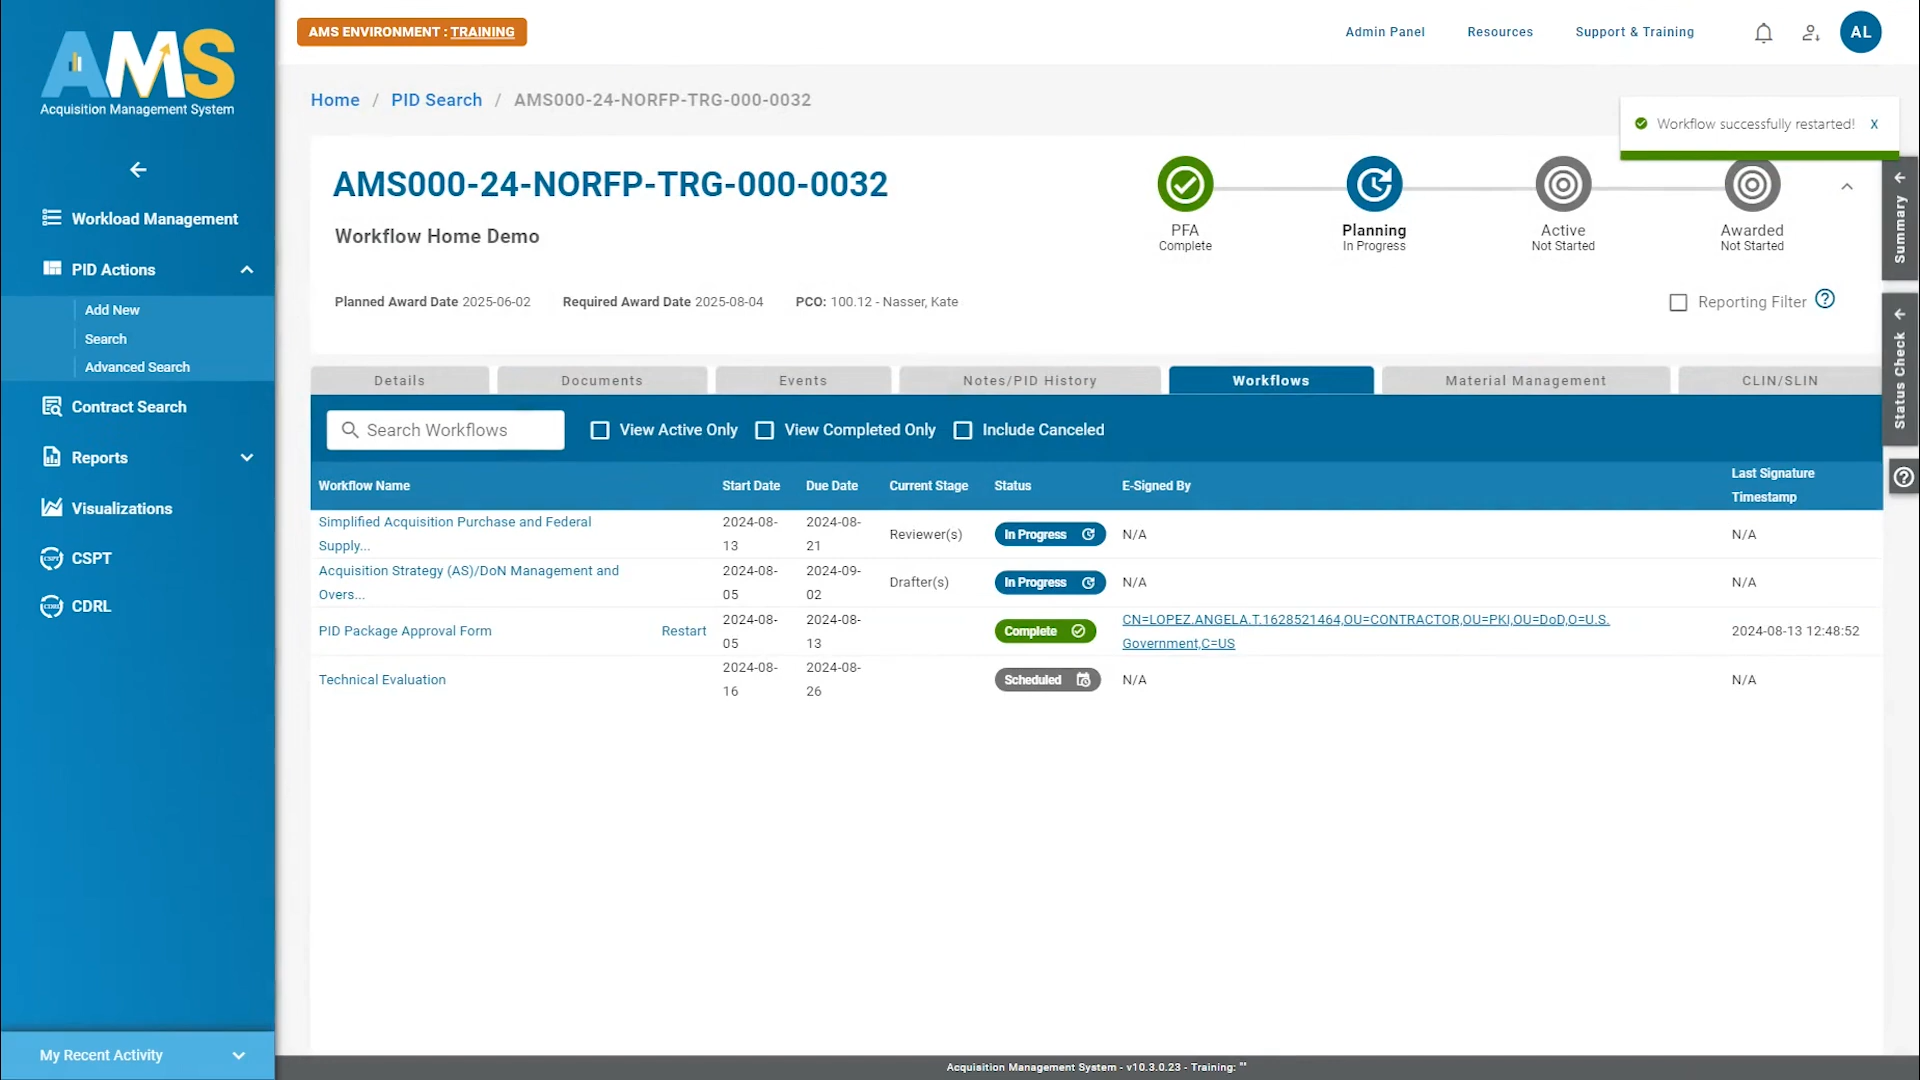 AMS
Acquisition Management System
Workload Management
PID Actions
Add New
Search
Advanced Search
Contract Search
Reports
Visualizations
CSPT
CDRL
My Recent Activity
AMS ENVIRONMENT : TRAINING
Admin Panel
Resources
Support & Training
AL
Home / PID Search / AMS000-24-NORFP-TRG-000-0032
Workflow successfully restarted! X
AMS000-24-NORFP-TRG-000-0032
Workflow Home Demo
PFA
Complete
Planning
In Progress
Active
Not Started
Awarded
Not Started
Planned Award Date 2025-06-02
Required Award Date 2025-08-04
PCO: 100.12 - Nasser, Kate
Reporting Filter
Summary
Status Check
Details
Documents
Events
Notes/PID History
Workflows
Material Management
CLIN/SLIN
Search Workflows
View Active Only
View Completed Only
Include Canceled
Workflow Name
Start Date
Due Date
Current Stage
Status
E-Signed By
Last Signature
Timestamp
Simplified Acquisition Purchase and Federal
Supply...
2024-08-
13
2024-08-
21
Reviewer(s)
In Progress
N/A
N/A
Acquisition Strategy (AS)/DoN Management and
Overs...
2024-08-
05
2024-09-
02
Drafter(s)
In Progress
N/A
N/A
PID Package Approval Form
Restart
2024-08-
05
2024-08-
13
Complete
CN=LOPEZ.ANGELA.T.1628521464,OU=CONTRACTOR,OU=PKI,OU=DoD,O=U.S.
Government,C=US
2024-08-13 12:48:52
Technical Evaluation
2024-08-
16
2024-08-
26
Scheduled
N/A
N/A
Acquisition Management System - v10.3.0.23 - Training: ""